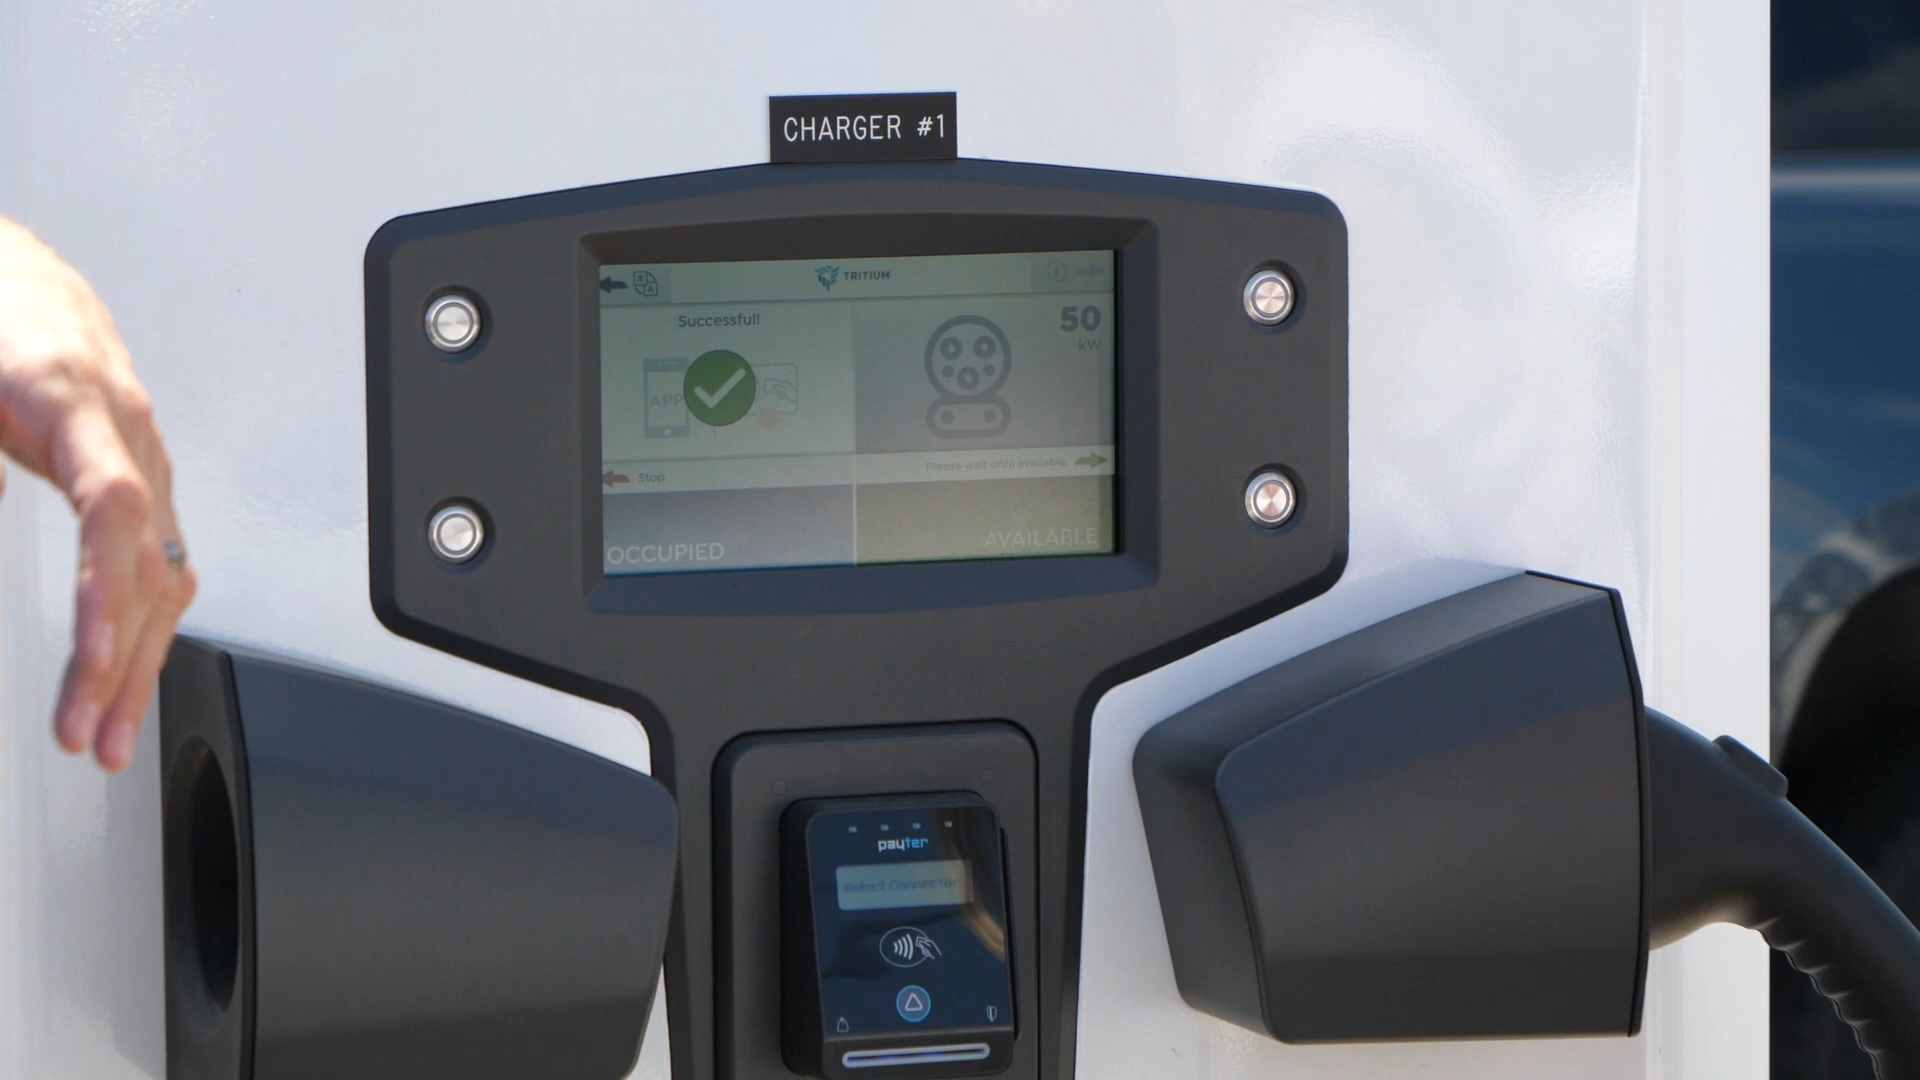 CHARGER #1
TRITIUM
Successful!
50
kW
APP
Stop
Please wait until available
OCCUPIED
AVAILABLE
payter
Select Connector